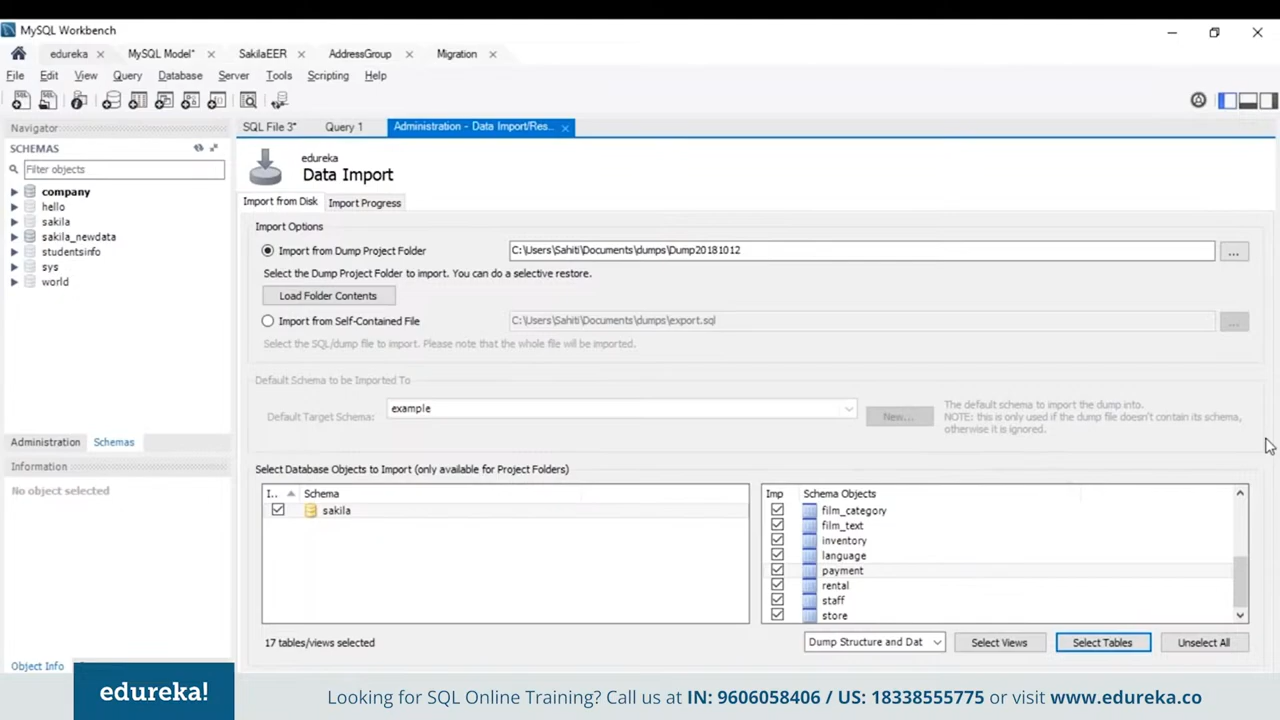 MySQL Workbench
edureka
MySQL Model*
SakilaEER
AddressGroup
Migration
File Edit View Query Database Server Tools Scripting Help
Navigator
SQL File 3*
Query 1
Administration - Data Import/Res...
SCHEMAS
Filter objects
company
hello
sakila
sakila_newdata
studentsinfo
sys
world
Administration
Schemas
Information
No object selected
Object Info
edureka
Data Import
Import from Disk
Import Progress
Import Options
Import from Dump Project Folder
C:\Users\Sahiti\Documents\dumps\Dump20181012
...
Select the Dump Project Folder to import. You can do a selective restore.
Load Folder Contents
Import from Self-Contained File
C:\Users\Sahiti\Documents\dumps\export.sql
...
Select the SQL/dump file to import. Please note that the whole file will be imported.
Default Schema to be Imported To
Default Target Schema:
example
New...
The default schema to import the dump into.
NOTE: this is only used if the dump file doesn't contain its schema,
otherwise it is ignored.
Select Database Objects to Import (only available for Project Folders)
I.. Schema
sakila
Imp Schema Objects
film_category
film_text
inventory
language
payment
rental
staff
store
17 tables/views selected
Dump Structure and Dat
Select Views
Select Tables
Unselect All
edureka!
Looking for SQL Online Training? Call us at IN: 9606058406 / US: 18338555775 or visit www.edureka.co